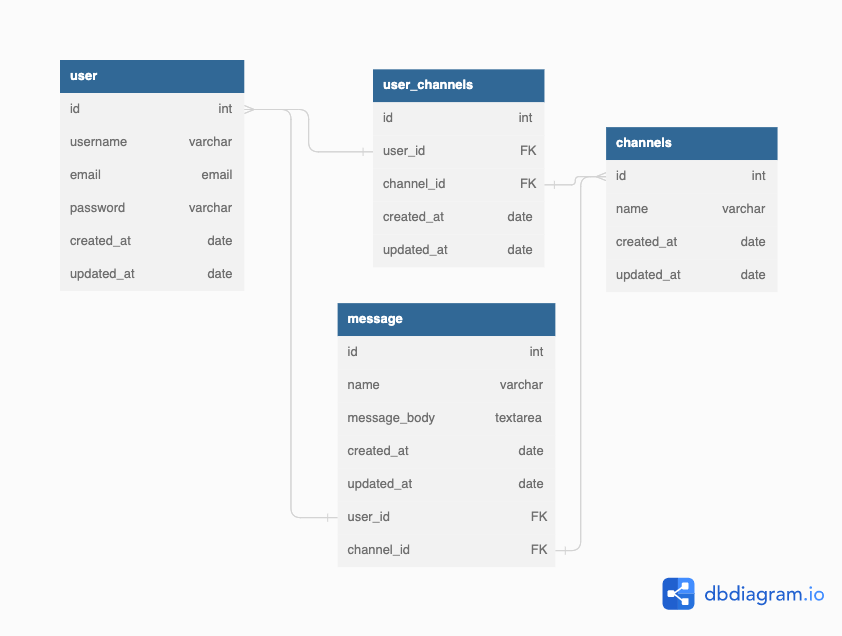 user
id int
username varchar
email email
password varchar
created_at date
updated_at date
user_channels
id int
user_id FK
channel_id FK
created_at date
updated_at date
channels
id int
name varchar
created_at date
updated_at date
message
id int
name varchar
message_body textarea
created_at date
updated_at date
user_id FK
channel_id FK
dbdiagram.io